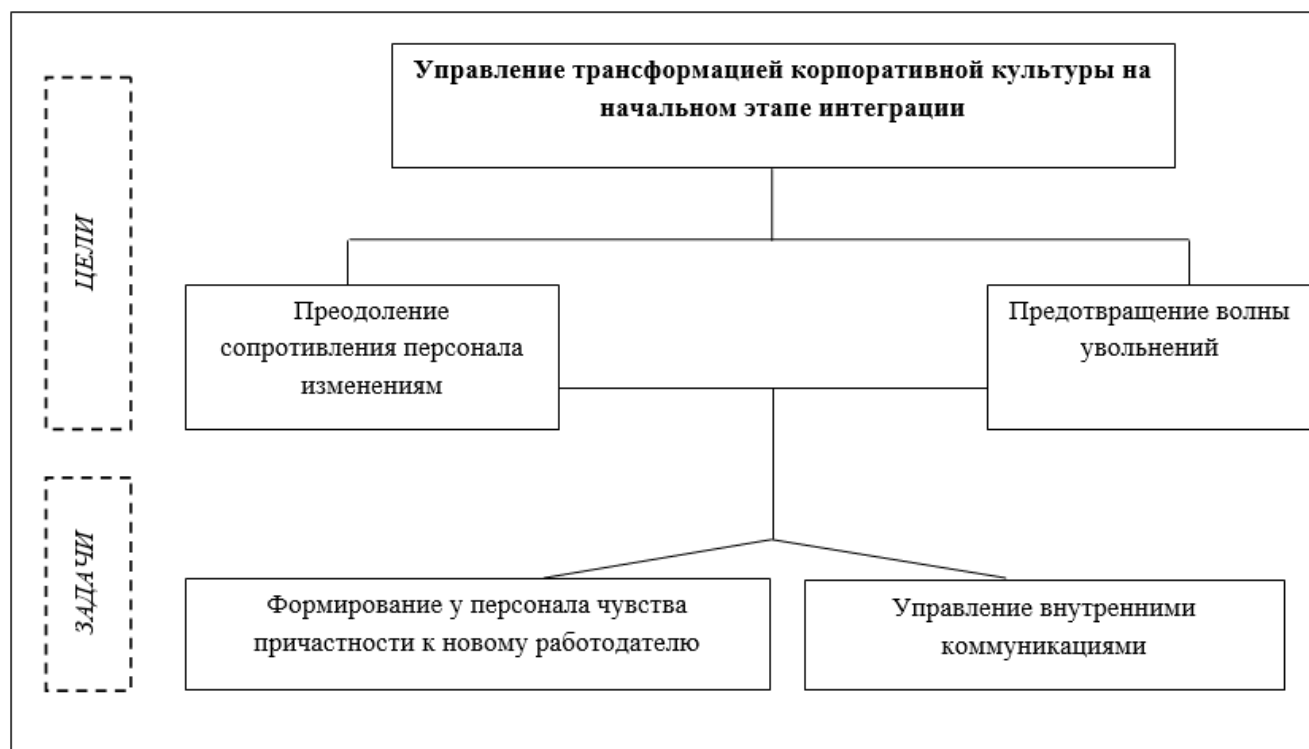 Управление трансформацией корпоративной культуры на
начальном этапе интеграции
ЦЕЛИ
Преодоление
сопротивления персонала
изменениям
Предотвращение волны
увольнений
ЗАДАЧИ
Формирование у персонала чувства
причастности к новому работодателю
Управление внутренними
коммуникациями